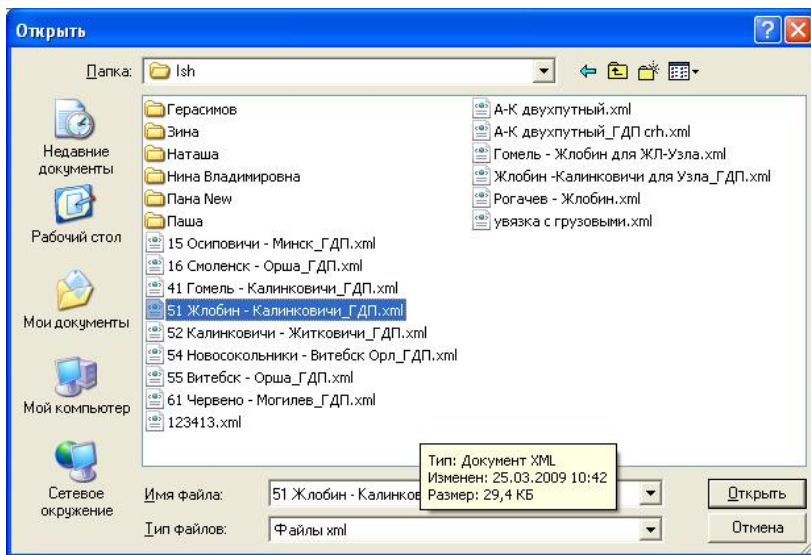 Открыть
Папка:
Ish
Недавние
документы
Рабочий стол
Мои документы
Мой компьютер
Сетевое
окружение
Герасимов
Зина
Наташа
Нина Владимировна
Пана New
Паша
15 Осиповичи - Минск_ГДП.xml
16 Смоленск - Орша_ГДП.xml
41 Гомель - Калинковичи_ГДП.xml
51 Жлобин - Калинковичи_ГДП.xml
52 Калинковичи - Житковичи_ГДП.xml
54 Новосокольники - Витебск Орл_ГДП.xml
55 Витебск - Орша_ГДП.xml
61 Червено - Могилев_ГДП.xml
123413.xml
А-К двухпутный.xml
А-К двухпутный_ГДП crh.xml
Гомель - Жлобин для ЖЛ-Узла.xml
Жлобин -Калинковичи для Узла_ГДП.xml
Рогачев - Жлобин.xml
увязка с грузовыми.xml
Тип: Документ XML
Изменен: 25.03.2009 10:42
Размер: 29,4 КБ
Имя файла:
51 Жлобин - Калинков
Открыть
Тип файлов:
Файлы xml
Отмена